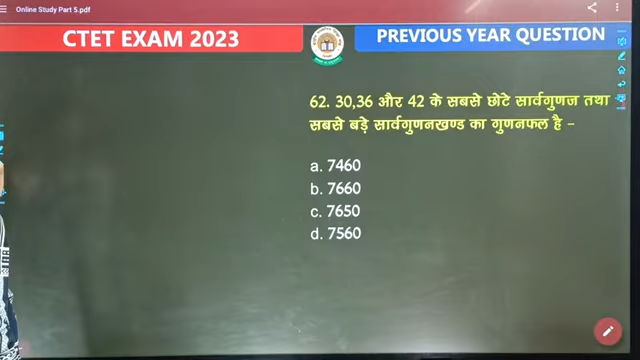 Online Study Part 5.pdf
CTET EXAM 2023
PREVIOUS YEAR QUESTION
62. 30,36 और 42 के सबसे छोटे सार्वगुणज तथा
सबसे बड़े सार्वगुणनखण्ड का गुणनफल है –
a. 7460
b. 7660
c. 7650
d. 7560